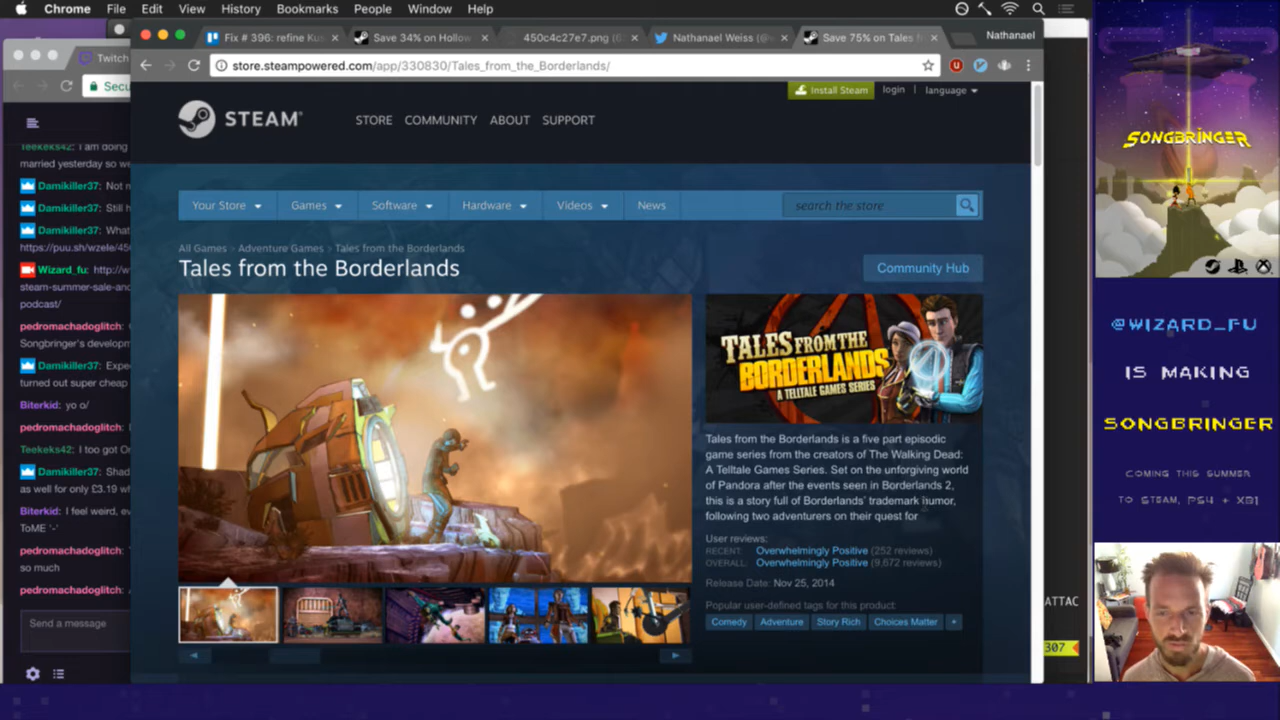 Chrome File Edit View History Bookmarks People Window Help
Fix # 396: refine Ku
Save 34% on Hollow
450c4c27e7.png
Nathanael Weiss
Save 75% on Tales f
Nathanael
store.steampowered.com/app/330830/Tales_from_the_Borderlands/
Twitch
Secu
Install Steam login | language
STEAM
STORE COMMUNITY ABOUT SUPPORT
Your Store Games Software Hardware Videos News
search the store
All Games > Adventure Games > Tales from the Borderlands
Tales from the Borderlands
Community Hub
TALES FROM THE
BORDERLANDS
A TELLTALE GAMES SERIES
Tales from the Borderlands is a five part episodic
game series from the creators of The Walking Dead:
A Telltale Games Series. Set on the unforgiving world
of Pandora after the events seen in Borderlands 2,
this is a story full of Borderlands' trademark humor,
following two adventurers on their quest for
User reviews:
RECENT: Overwhelmingly Positive (252 reviews)
OVERALL: Overwhelmingly Positive (9,672 reviews)
Release Date: Nov 25, 2014
Popular user-defined tags for this product:
Comedy Adventure Story Rich Choices Matter +
Teekeks42: I am doing
married yesterday so we
Damikiller37: Not
Damikiller37: Still
Damikiller37: What
https://puu.sh/wzele/45
Wizard_fu: http://w
steam-summer-sale-and
podcast/
pedromachadoglitch:
Songbringer's developm
Damikiller37: Expe
turned out super cheap
Biterkid: yo o/
pedromachadoglitch:
Teekeks42: I too got
Damikiller37: Shad
as well for only £3.19
Biterkid: I feel weird, ev
ToME '-'
pedromachadoglitch:
so much
pedromachadoglitch:
Send a message
SONGBRINGER
@WIZARD_FU
IS MAKING
SONGBRINGER
COMING THIS SUMMER
TO STEAM, PS4 + XB1
ATTAC
307